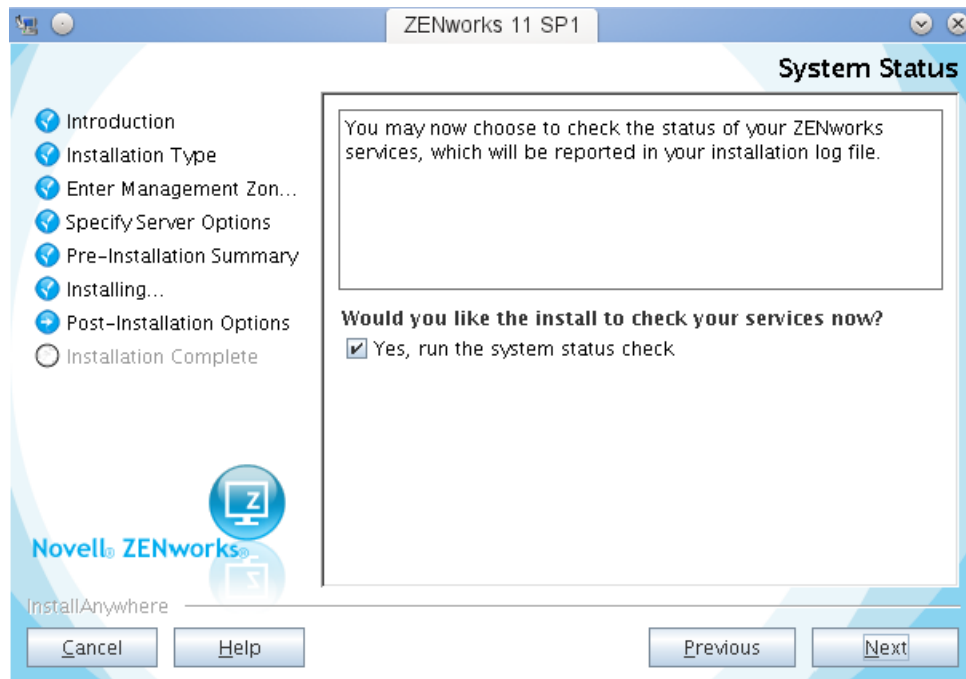 ZENworks 11 SP1
System Status
Introduction
Installation Type
Enter Management Zon...
Specify Server Options
Pre-Installation Summary
Installing...
Post-Installation Options
Installation Complete
You may now choose to check the status of your ZENworks
services, which will be reported in your installation log file.
Would you like the install to check your services now?
Yes, run the system status check
Z
Novell® ZENworks®
InstallAnywhere
Cancel
Help
Previous
Next